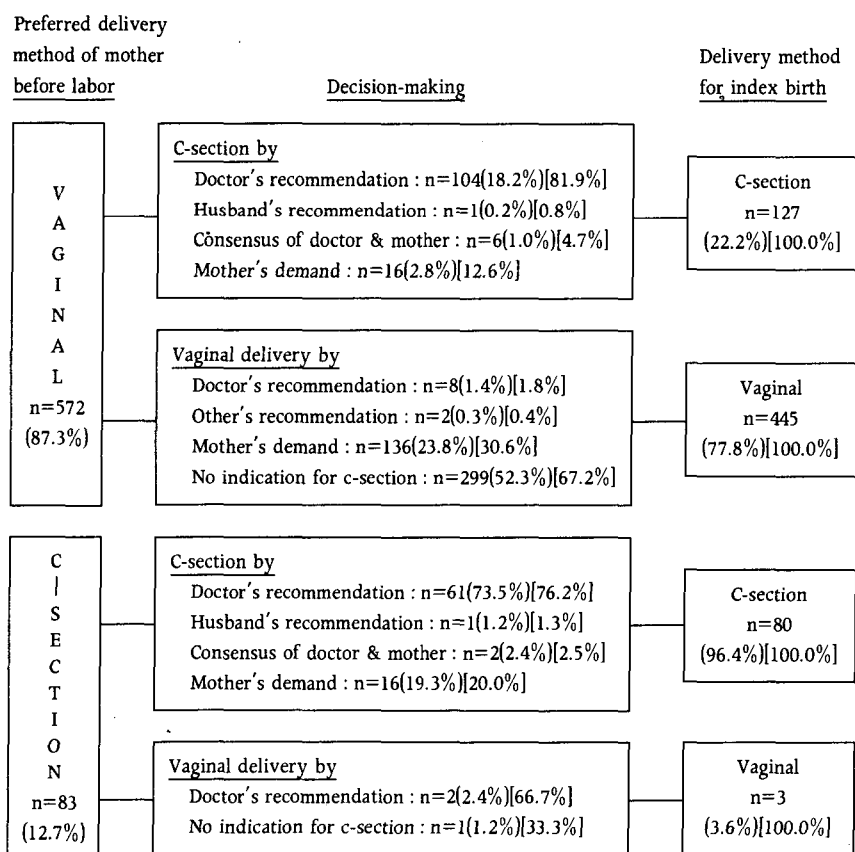 Preferred delivery
method of mother
before labor
Decision-making
Delivery method
for index birth
VAGINAL
n=572
(87.3%)
C-section by
Doctor's recommendation : n=104(18.2%)[81.9%]
Husband's recommendation : n=1(0.2%)[0.8%]
Consensus of doctor & mother : n=6(1.0%)[4.7%]
Mother's demand : n=16(2.8%)[12.6%]
C-section
n=127
(22.2%)[100.0%]
Vaginal delivery by
Doctor's recommendation : n=8(1.4%)[1.8%]
Other's recommendation : n=2(0.3%)[0.4%]
Mother's demand : n=136(23.8%)[30.6%]
No indication for c-section : n=299(52.3%)[67.2%]
Vaginal
n=445
(77.8%)[100.0%]
C-SECTION
n=83
(12.7%)
C-section by
Doctor's recommendation : n=61(73.5%)[76.2%]
Husband's recommendation : n=1(1.2%)[1.3%]
Consensus of doctor & mother : n=2(2.4%)[2.5%]
Mother's demand : n=16(19.3%)[20.0%]
C-section
n=80
(96.4%)[100.0%]
Vaginal delivery by
Doctor's recommendation : n=2(2.4%)[66.7%]
No indication for c-section : n=1(1.2%)[33.3%]
Vaginal
n=3
(3.6%)[100.0%]